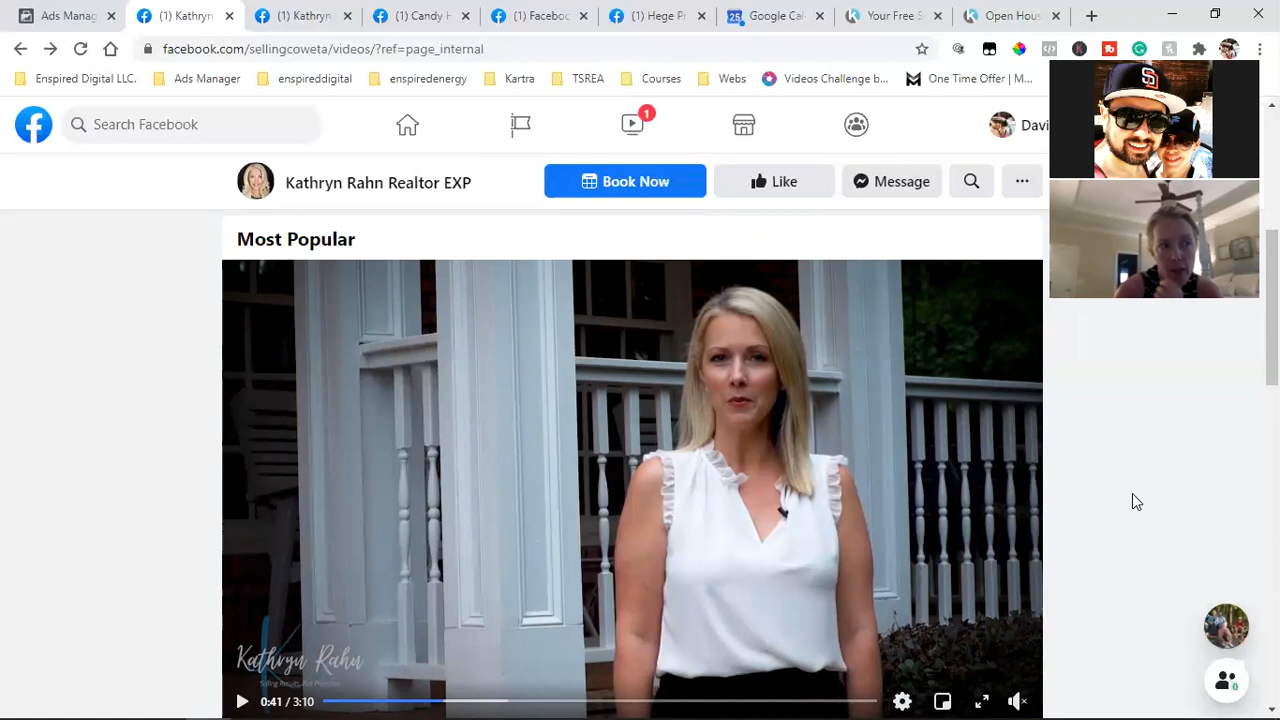 Ads Manag
(1) Kathryn
(1) Kathryn
(1) Candy H
(1) Faceboo
(1) Hege Pr
25
Google Cal
Your Free S
Open Hous
facebook.com/sellingcoweta/videos/?ref=page_internal
Enspired Digital LLC.
Ads Manager
enspireddigital
Kartra
TSREA
Courses
Webs
Videos Challenge/
One Time Offer | M...
Search Facebook
1
Davi
Kathryn Rahn Realtor EXP
Book Now
Like
Message
Most Popular
Kathryn Rahn
0:41 / 3:10